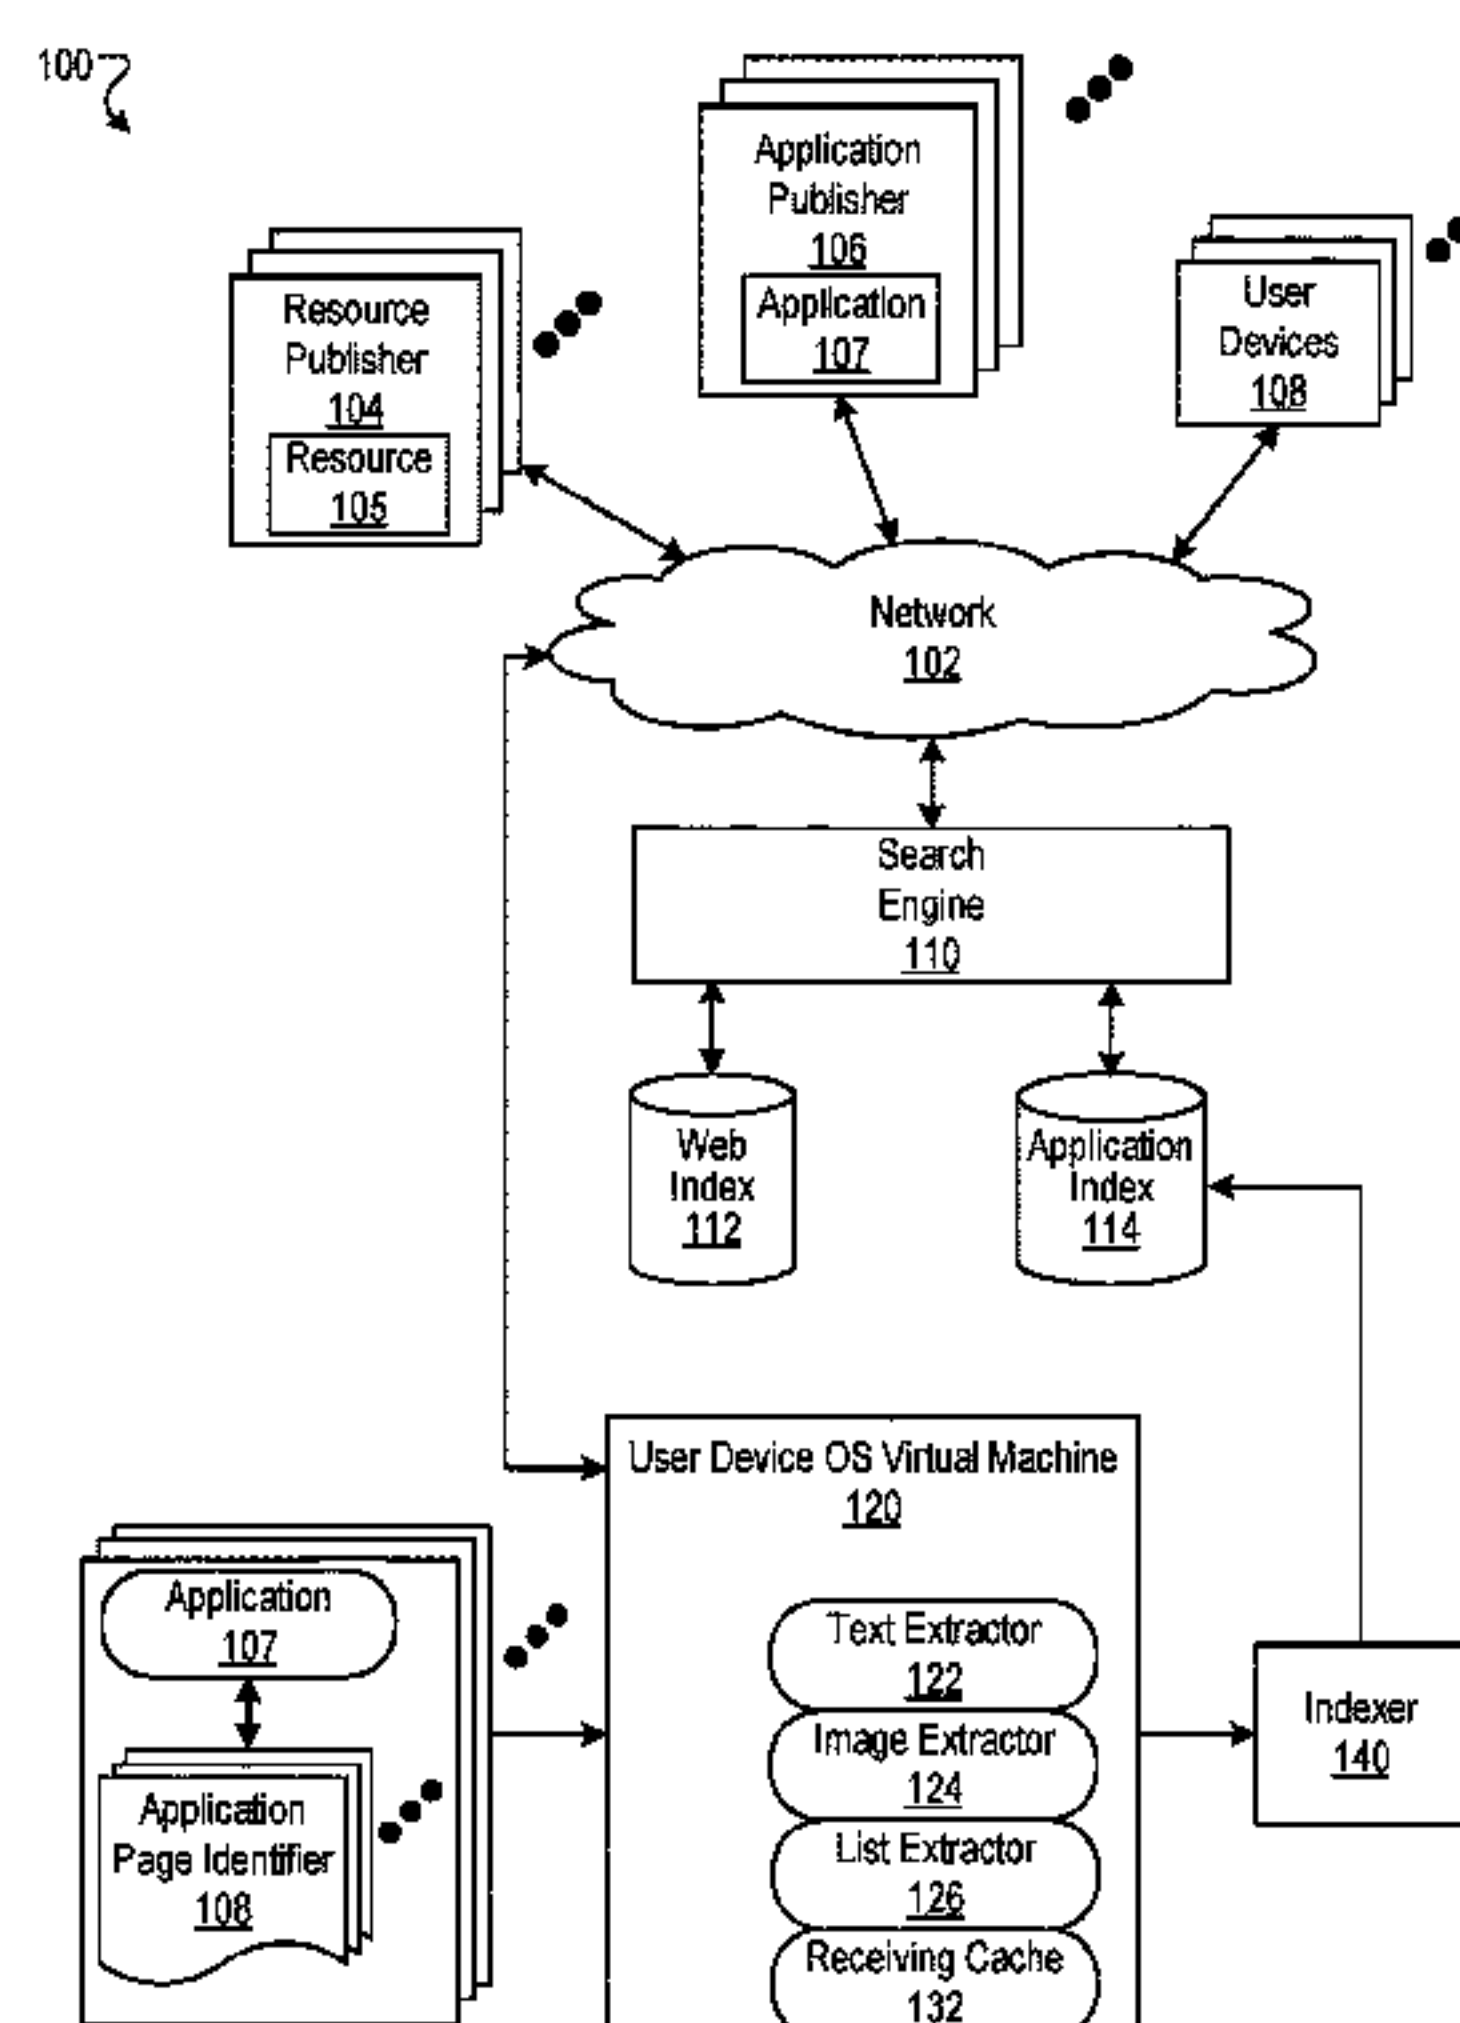 100
Application
Publisher
106
Application
107
Resource
Publisher
104
Resource
105
User
Devices
108
Network
102
Search
Engine
110
Web
Index
112
Application
Index
114
User Device OS Virtual Machine
120
Application
107
Application
Page Identifier
108
Text Extractor
122
Image Extractor
124
List Extractor
126
Receiving Cache
132
Indexer
140